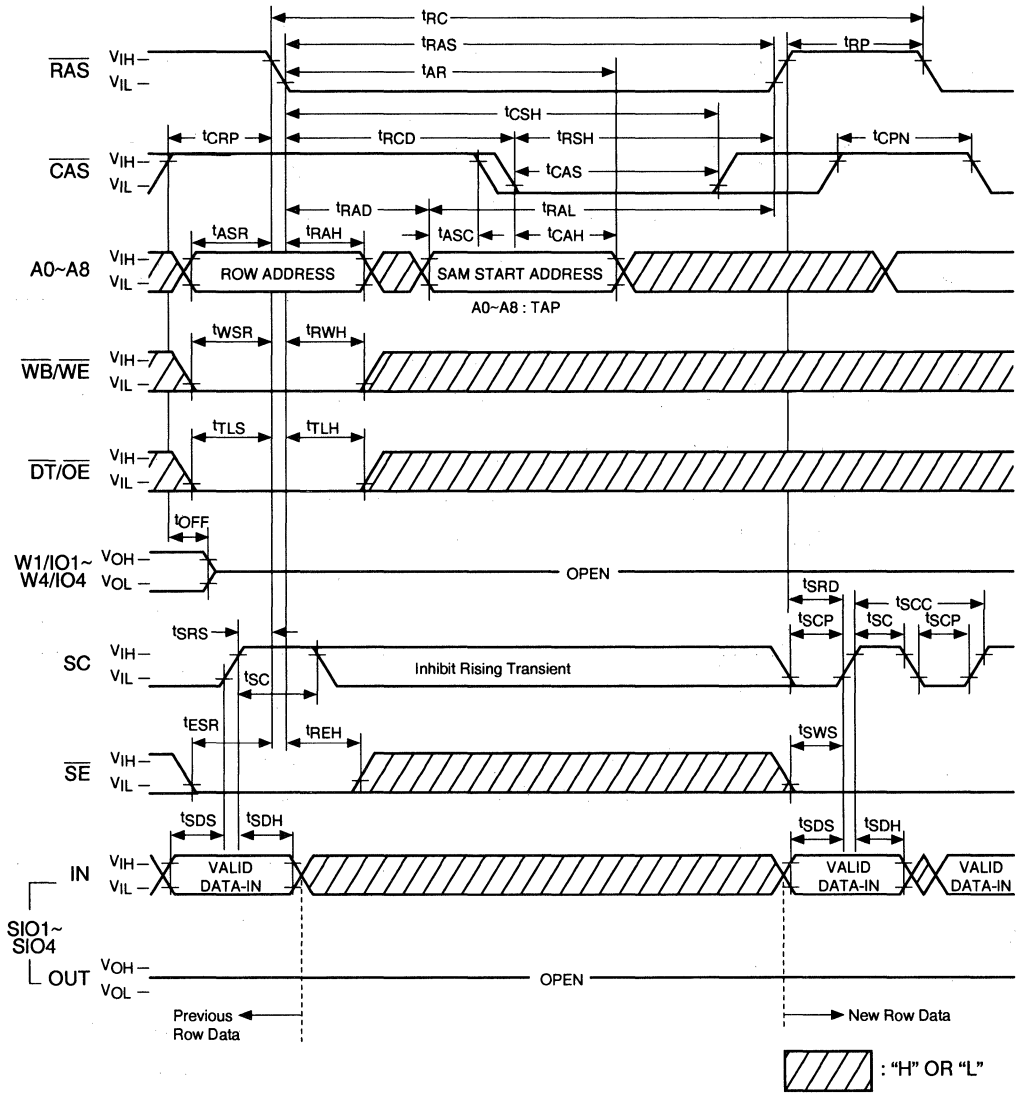 tRC
tRAS
tRP
tAR
RAS
VIH
VIL
tCSH
tCRP
tRCD
tRSH
tCPN
CAS
VIH
VIL
tCAS
tRAD
tRAL
tASR
tRAH
tASC
tCAH
A0~A8
VIH
VIL
ROW ADDRESS
SAM START ADDRESS
A0~A8 : TAP
tWSR
tRWH
WB/WE
VIH
VIL
tTLS
tTLH
DT/OE
VIH
VIL
tOFF
W1/IO1~
W4/IO4
VOH
VOL
OPEN
tSRD
tSCC
tSRS
tSCP
tSC
tSCP
SC
VIH
VIL
tSC
Inhibit Rising Transient
tESR
tREH
tSWS
SE
VIH
VIL
tSDS
tSDH
tSDS
tSDH
IN
VIH
VIL
VALID
DATA-IN
VALID
DATA-IN
VALID
DATA-IN
SIO1~
SIO4
OUT
VOH
VOL
OPEN
Previous
Row Data
New Row Data
: “H” OR “L”